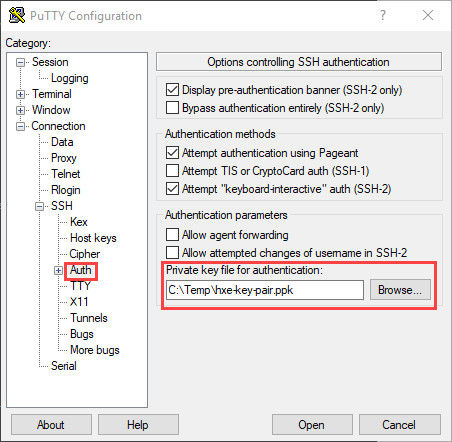 PuTTY Configuration
?
Category:
Session
Logging
Terminal
Window
Connection
Data
Proxy
Telnet
Rlogin
SSH
Kex
Host keys
Cipher
Auth
TTY
X11
Tunnels
Bugs
More bugs
Serial
Options controlling SSH authentication
Display pre-authentication banner (SSH-2 only)
Bypass authentication entirely (SSH-2 only)
Authentication methods
Attempt authentication using Pageant
Attempt TIS or CryptoCard auth (SSH-1)
Attempt "keyboard-interactive" auth (SSH-2)
Authentication parameters
Allow agent forwarding
Allow attempted changes of username in SSH-2
Private key file for authentication:
C:\Temp\hxe-key-pair.ppk Browse...
About Help Open Cancel